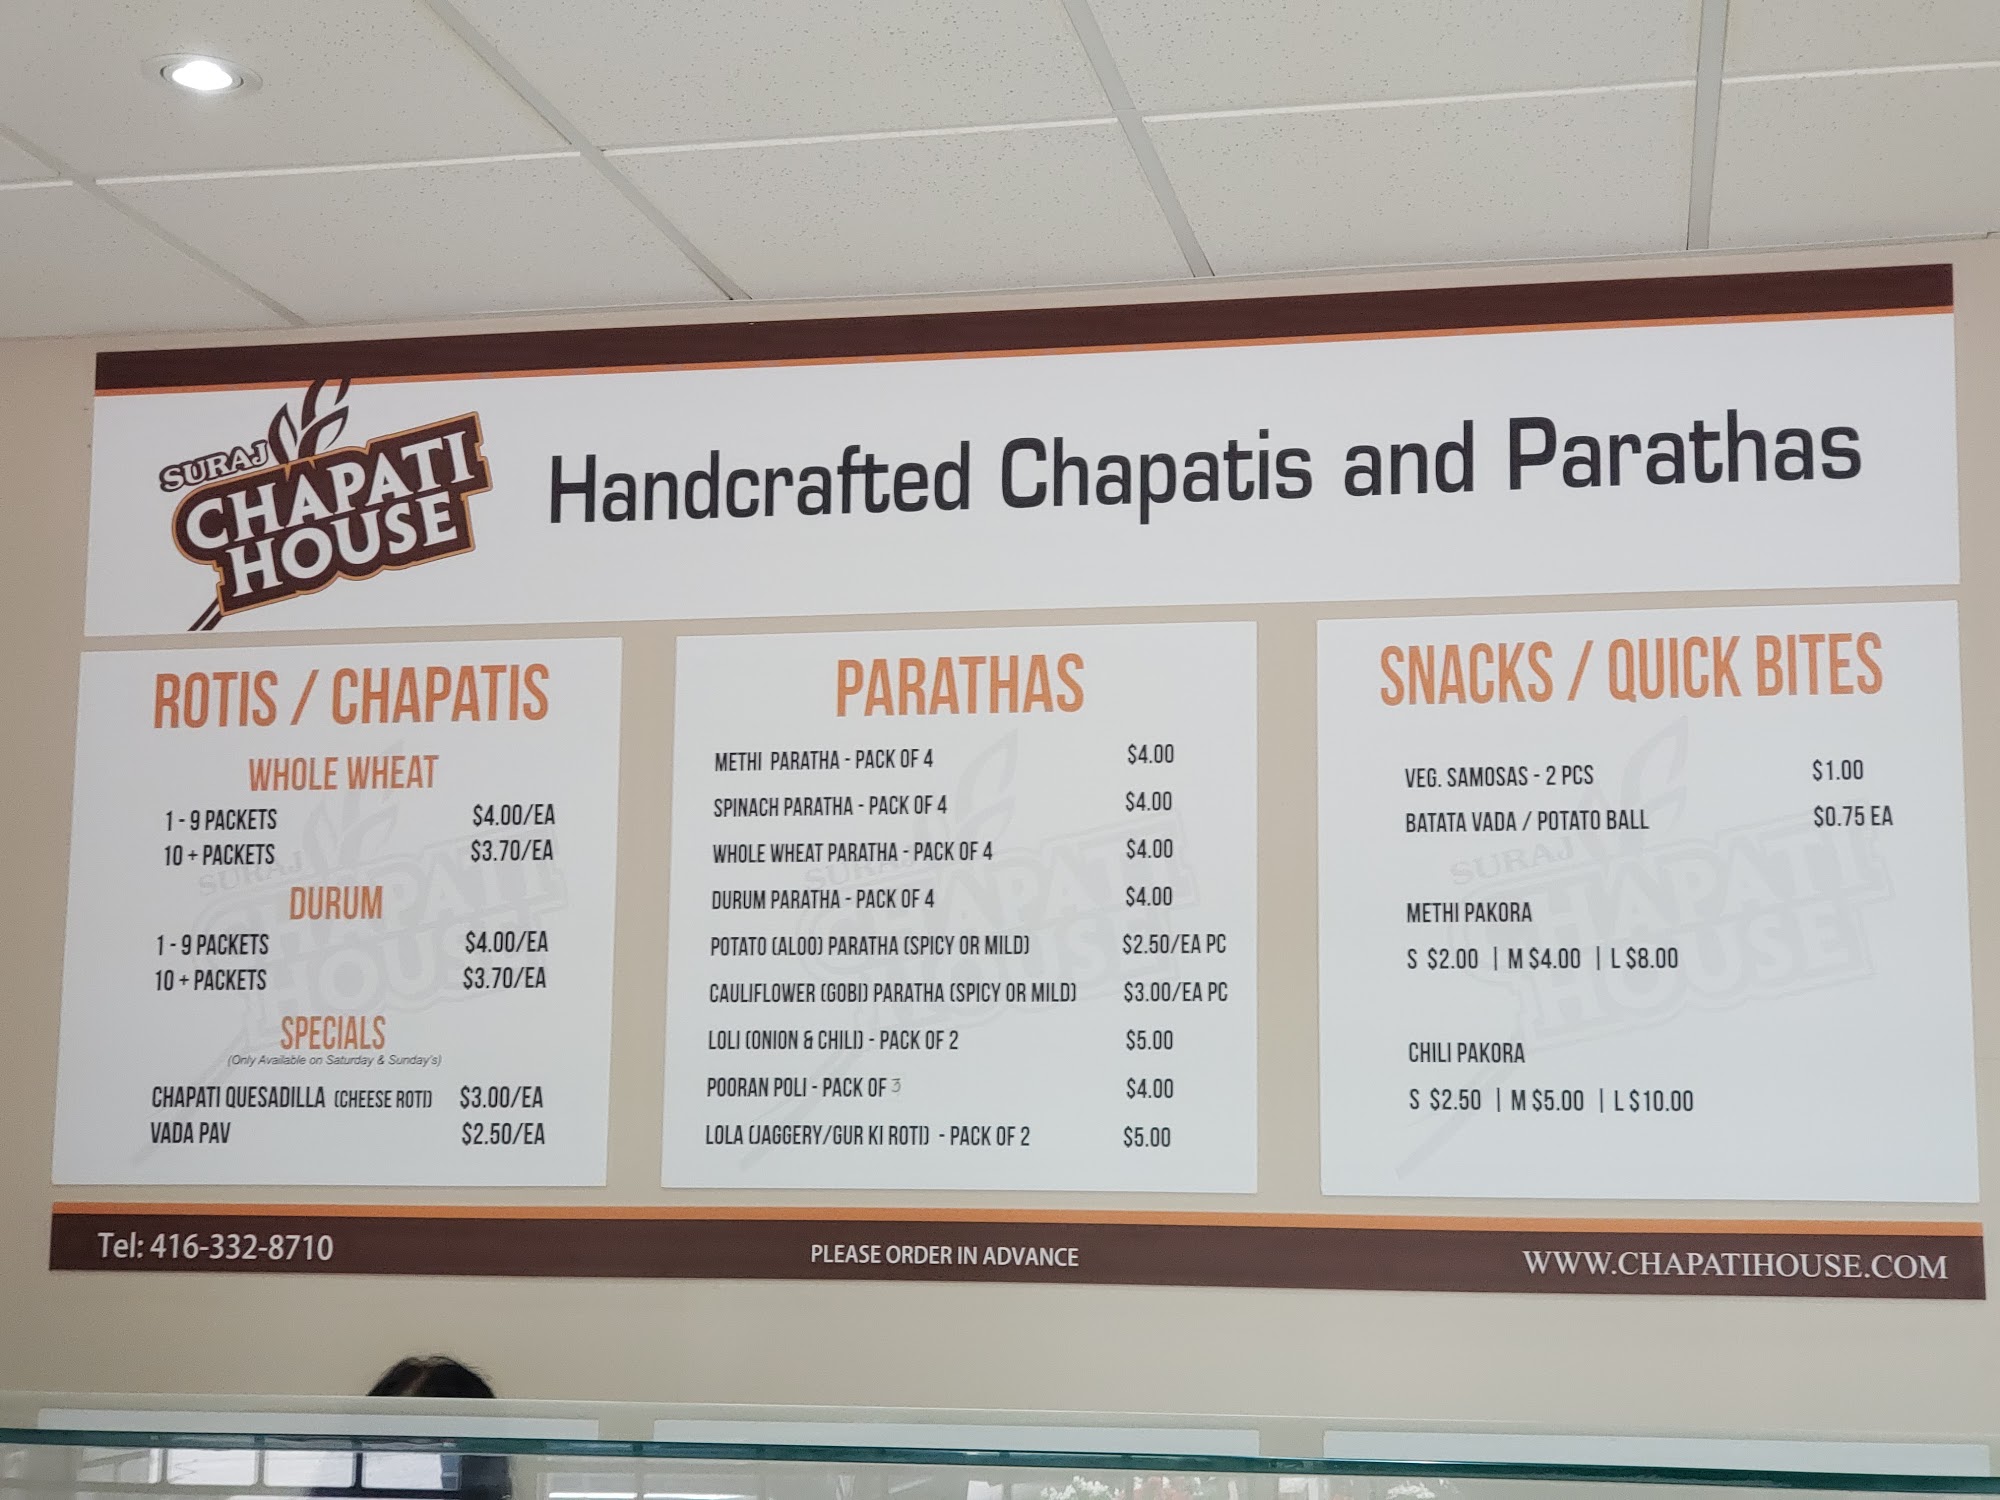 SURAJ
CHAPATI
HOUSE
Handcrafted Chapatis and Parathas
ROTIS / CHAPATIS
WHOLE WHEAT
1 - 9 PACKETS $4.00/EA
10 + PACKETS $3.70/EA
DURUM
1 - 9 PACKETS $4.00/EA
10 + PACKETS $3.70/EA
SPECIALS
(Only Available on Saturday & Sunday's)
CHAPATI QUESADILLA (CHEESE ROTI) $3.00/EA
VADA PAV $2.50/EA
PARATHAS
METHI PARATHA - PACK OF 4 $4.00
SPINACH PARATHA - PACK OF 4 $4.00
WHOLE WHEAT PARATHA - PACK OF 4 $4.00
DURUM PARATHA - PACK OF 4 $4.00
POTATO (ALOO) PARATHA (SPICY OR MILD) $2.50/EA PC
CAULIFLOWER (GOBI) PARATHA (SPICY OR MILD) $3.00/EA PC
LOLI (ONION & CHILI) - PACK OF 2 $5.00
POORAN POLI - PACK OF 3 $4.00
LOLA (JAGGERY/GUR KI ROTI) - PACK OF 2 $5.00
SNACKS / QUICK BITES
VEG. SAMOSAS - 2 PCS $1.00
BATATA VADA / POTATO BALL $0.75 EA
METHI PAKORA
S $2.00 | M $4.00 | L $8.00
CHILI PAKORA
S $2.50 | M $5.00 | L $10.00
Tel: 416-332-8710
PLEASE ORDER IN ADVANCE
WWW.CHAPATIHOUSE.COM